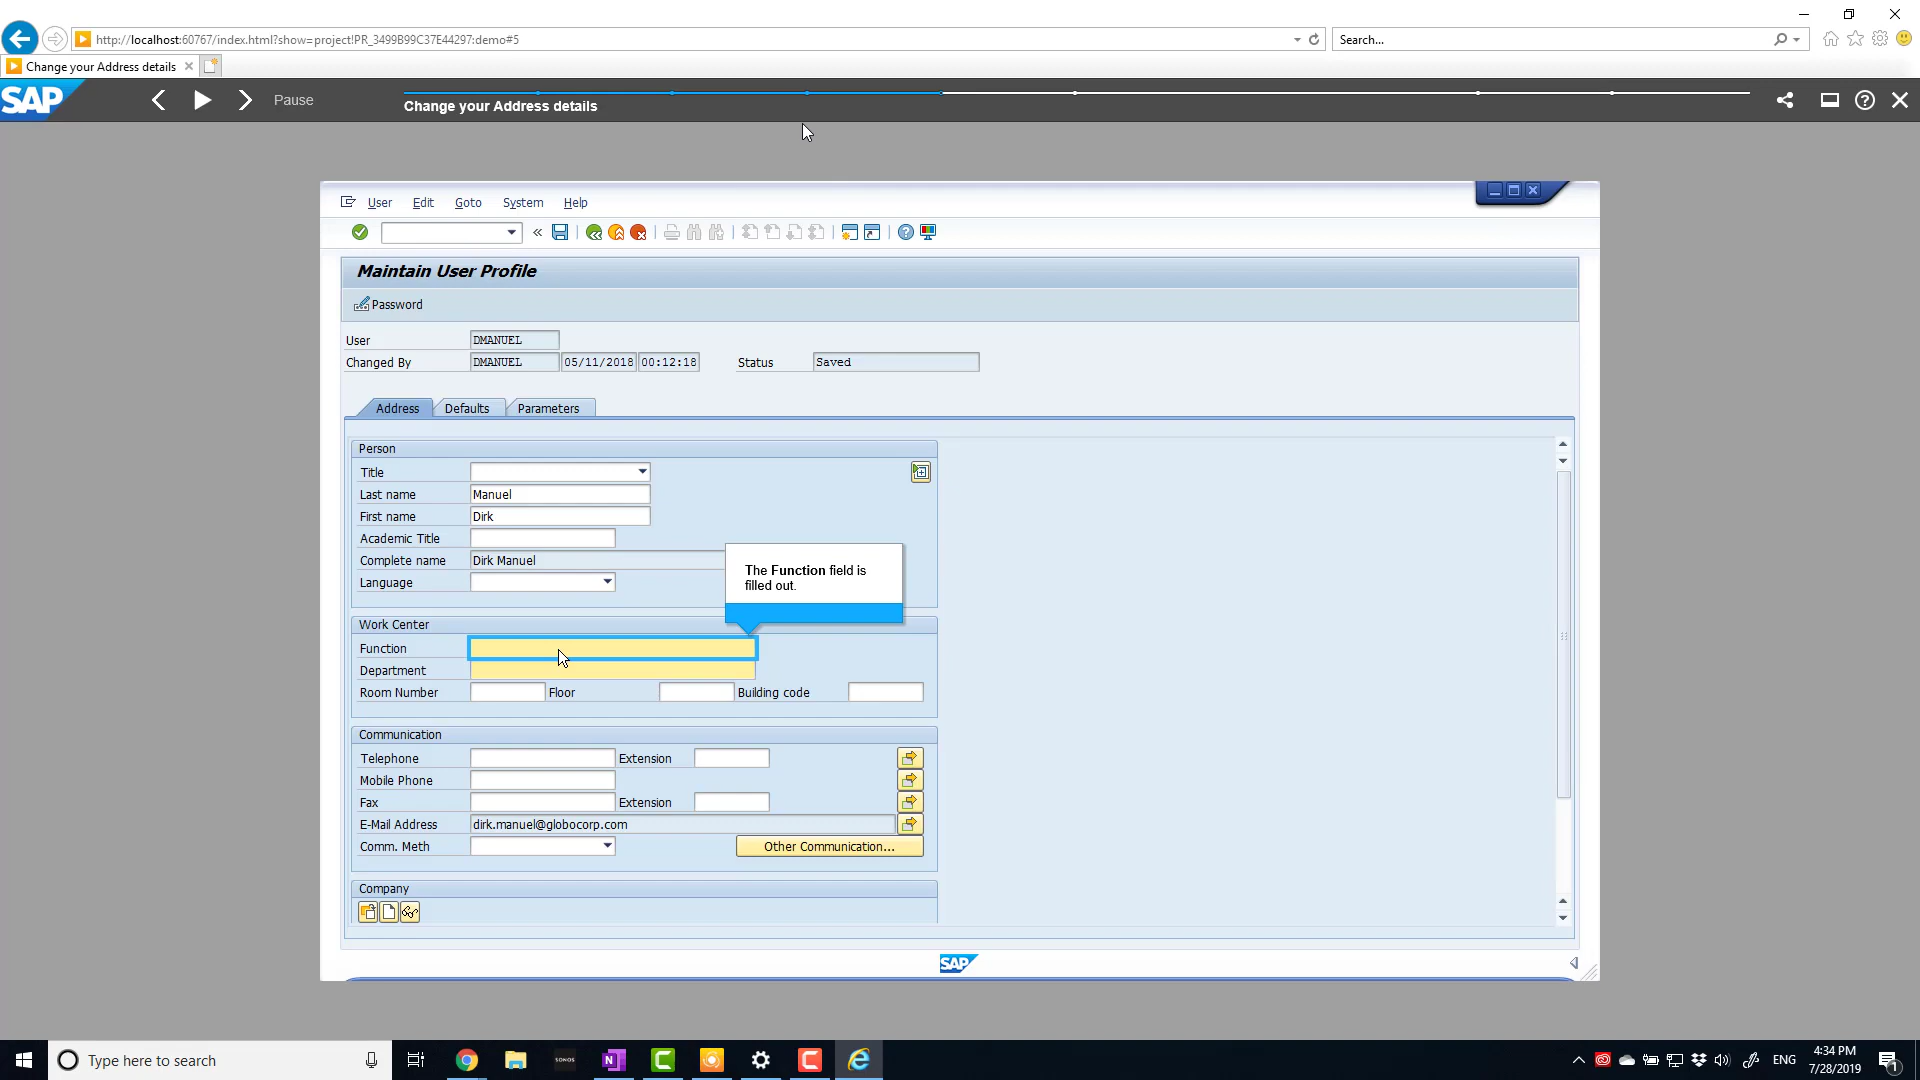 http://localhost:60767/index.html?show=project!PR_3499B99C37E44297:demo#5
Search...
Change your Address details
SAP
Pause
Change your Address details
User Edit Goto System Help
Maintain User Profile
Password
User DMANUEL
Changed By DMANUEL 05/11/2018 00:12:18 Status Saved
Address Defaults Parameters
Person
Title
Last name Manuel
First name Dirk
Academic Title
Complete name Dirk Manuel
Language
The Function field is
filled out.
Work Center
Function
Department
Room Number Floor Building code
Communication
Telephone Extension
Mobile Phone
Fax Extension
E-Mail Address dirk.manuel@globocorp.com
Comm. Meth Other Communication...
Company
SAP
Type here to search
SONOS
ENG
4:34 PM
7/28/2019
1